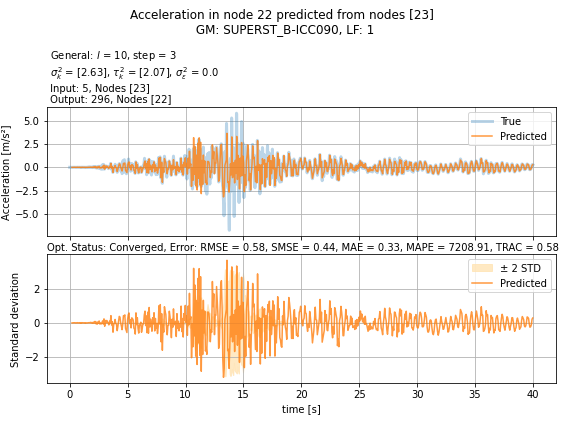 Acceleration in node 22 predicted from nodes [23]
GM: SUPERST_B-ICC090, LF: 1
General: l = 10, step = 3
σ²ₖ = [2.63], τ²ₖ = [2.07], σ²ε = 0.0
Input: 5, Nodes [23]
Output: 296, Nodes [22]
Acceleration [m/s²]
5.0
2.5
0.0
−2.5
−5.0
True
Predicted
Opt. Status: Converged, Error: RMSE = 0.58, SMSE = 0.44, MAE = 0.33, MAPE = 7208.91, TRAC = 0.58
Standard deviation
2
0
−2
± 2 STD
Predicted
0 5 10 15 20 25 30 35 40
time [s]